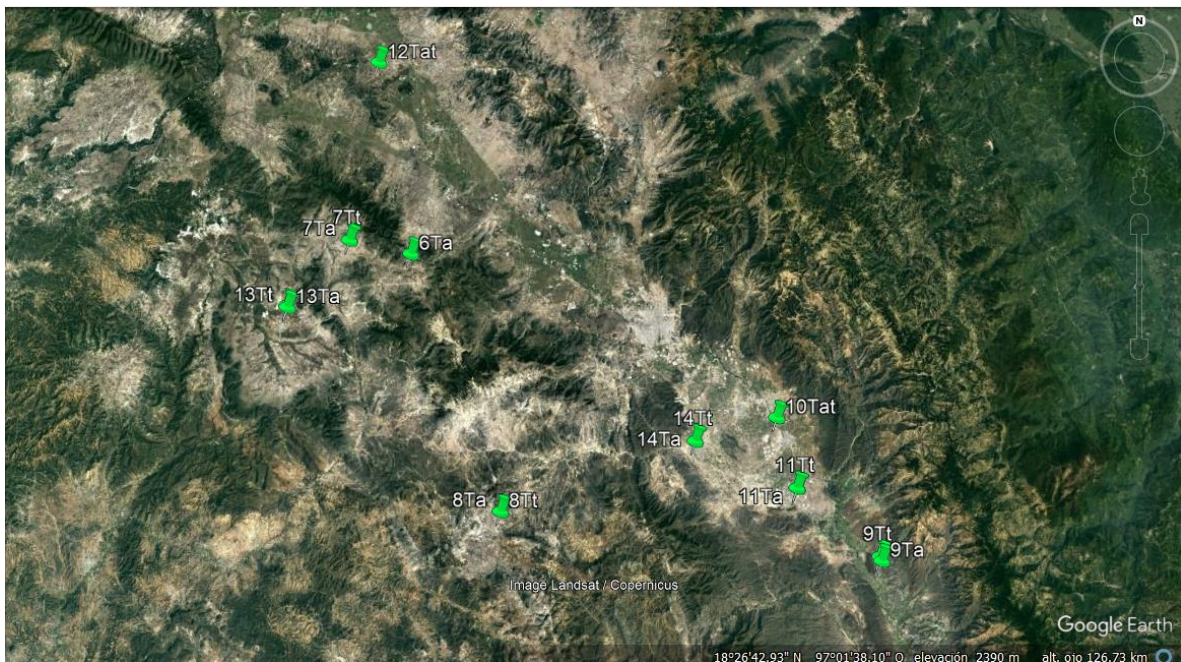 N
12Tat
7Tt
7Ta
6Ta
13Tt
13Ta
10Tat
14Tt
14Ta
11Tt
11Ta
8Ta
8Tt
9Tt
9Ta
Image Landsat / Copernicus
Google Earth
18°26'42.93" N 97°01'38.10" O elevación 2390 m alt. ojo 126.73 km